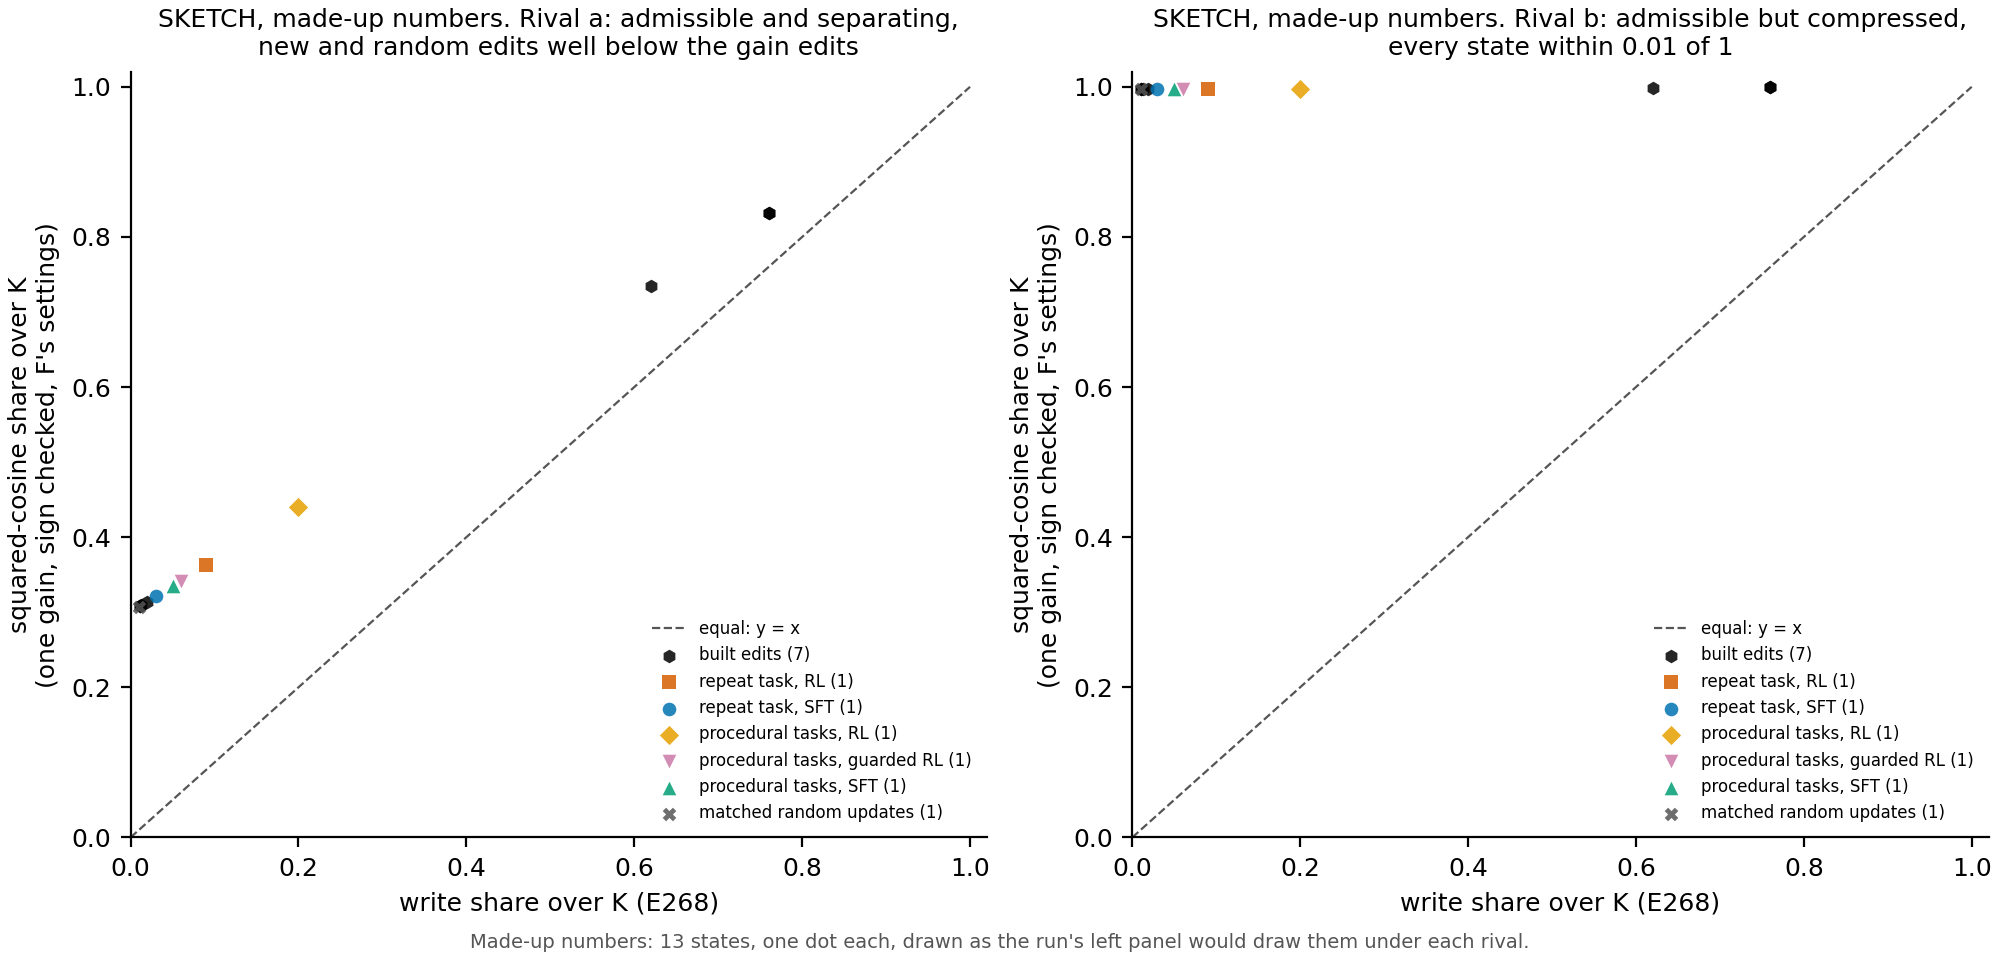 SKETCH, made-up numbers. Rival a: admissible and separating,
new and random edits well below the gain edits
1.0
0.8
0.6
0.4
0.2
0.0
squared-cosine share over K
(one gain, sign checked, F's settings)
equal: y = x
built edits (7)
repeat task, RL (1)
repeat task, SFT (1)
procedural tasks, RL (1)
procedural tasks, guarded RL (1)
procedural tasks, SFT (1)
matched random updates (1)
0.0 0.2 0.4 0.6 0.8 1.0
write share over K (E268)
SKETCH, made-up numbers. Rival b: admissible but compressed,
every state within 0.01 of 1
1.0
0.8
0.6
0.4
0.2
0.0
squared-cosine share over K
(one gain, sign checked, F's settings)
equal: y = x
built edits (7)
repeat task, RL (1)
repeat task, SFT (1)
procedural tasks, RL (1)
procedural tasks, guarded RL (1)
procedural tasks, SFT (1)
matched random updates (1)
0.0 0.2 0.4 0.6 0.8 1.0
write share over K (E268)
Made-up numbers: 13 states, one dot each, drawn as the run's left panel would draw them under each rival.